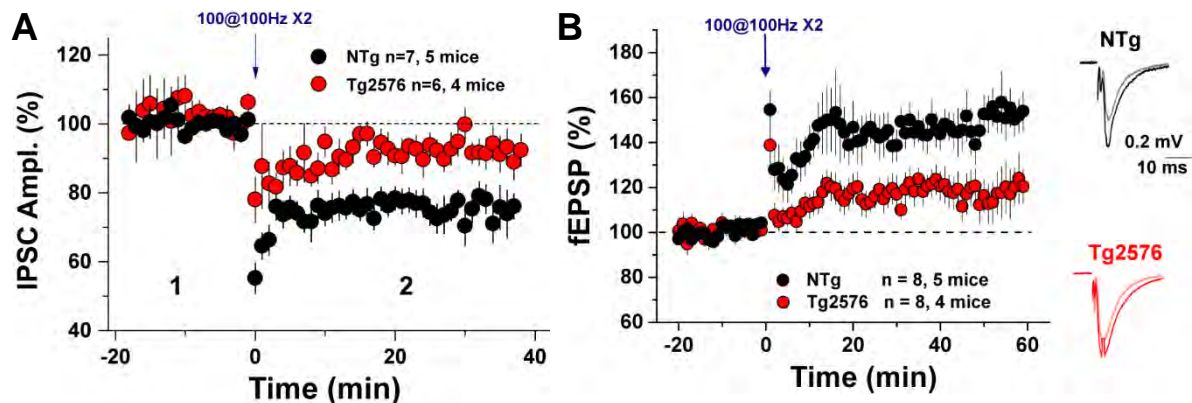 A
100@100Hz X2
NTg n=7, 5 mice
Tg2576 n=6, 4 mice
IPSC Ampl. (%)
120
100
80
60
40
1
2
-20
0
20
40
Time (min)
B
100@100Hz X2
fEPSP (%)
180
160
140
120
100
80
60
NTg n = 8, 5 mice
Tg2576 n = 8, 4 mice
-20
0
20
40
60
Time (min)
NTg
0.2 mV
10 ms
Tg2576